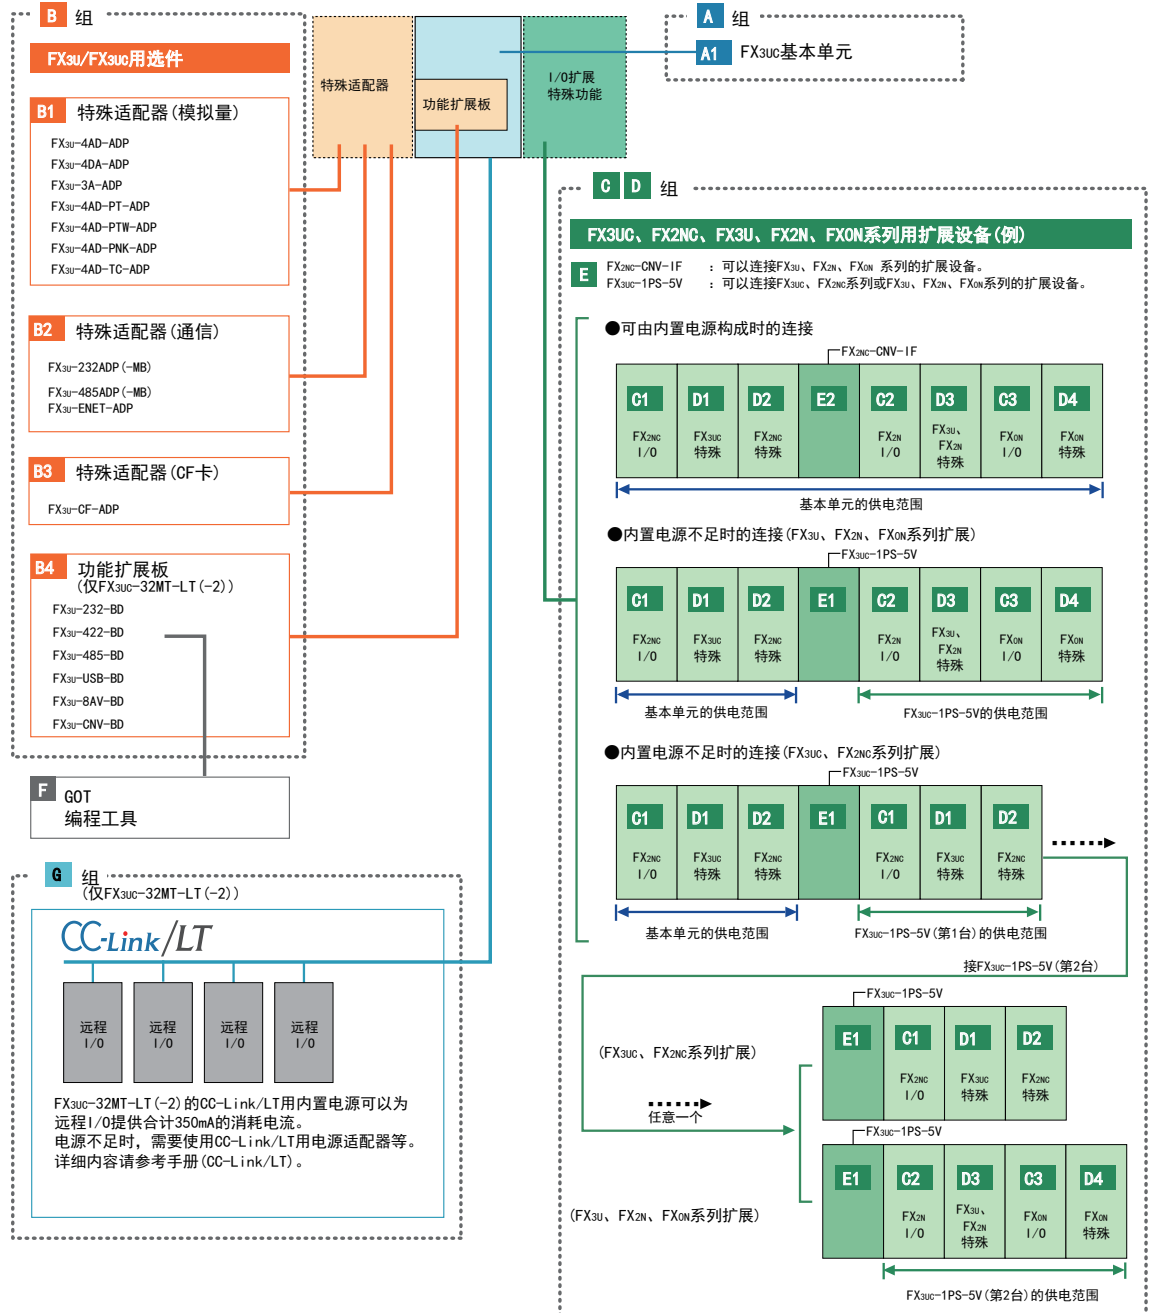 B 组
FX3U/FX3UC用选件
B1 特殊适配器(模拟量)
FX3U-4AD-ADP
FX3U-4DA-ADP
FX3U-3A-ADP
FX3U-4AD-PT-ADP
FX3U-4AD-PTW-ADP
FX3U-4AD-PNK-ADP
FX3U-4AD-TC-ADP
B2 特殊适配器(通信)
FX3U-232ADP(-MB)
FX3U-485ADP(-MB)
FX3U-ENET-ADP
B3 特殊适配器(CF卡)
FX3U-CF-ADP
B4 功能扩展板
(仅FX3UC-32MT-LT(-2))
FX3U-232-BD
FX3U-422-BD
FX3U-485-BD
FX3U-USB-BD
FX3U-8AV-BD
FX3U-CNV-BD
F GOT
编程工具
G 组
(仅FX3UC-32MT-LT(-2))
CC-Link/LT
远程
I/O
远程
I/O
远程
I/O
远程
I/O
FX3UC-32MT-LT(-2)的CC-Link/LT用内置电源可以为
远程I/O提供合计350mA的消耗电流。
电源不足时，需要使用CC-Link/LT用电源适配器等。
详细内容请参考手册(CC-Link/LT)。
特殊适配器
功能扩展板
I/O扩展
特殊功能
A 组
A1 FX3UC基本单元
C D 组
FX3UC、FX2NC、FX3U、FX2N、FX0N系列用扩展设备(例)
E FX2NC-CNV-IF ：可以连接FX3U、FX2N、FX0N 系列的扩展设备。
FX3UC-1PS-5V ：可以连接FX3UC、FX2NC系列或FX3U、FX2N、FX0N系列的扩展设备。
●可由内置电源构成时的连接
FX2NC-CNV-IF
C1 D1 D2 E2 C2 D3 C3 D4
FX2NC I/O
FX3UC 特殊
FX2NC 特殊
FX2N I/O
FX3U、FX2N 特殊
FX0N I/O
FX0N 特殊
基本单元的供电范围
●内置电源不足时的连接(FX3U、FX2N、FX0N系列扩展)
FX3UC-1PS-5V
C1 D1 D2 E1 C2 D3 C3 D4
FX2NC I/O
FX3UC 特殊
FX2NC 特殊
FX2N I/O
FX3U、FX2N 特殊
FX0N I/O
FX0N 特殊
基本单元的供电范围
FX3UC-1PS-5V的供电范围
●内置电源不足时的连接(FX3UC、FX2NC系列扩展)
FX3UC-1PS-5V
C1 D1 D2 E1 C1 D1 D2
FX2NC I/O
FX3UC 特殊
FX2NC 特殊
FX2NC I/O
FX3UC 特殊
FX2NC 特殊
基本单元的供电范围
FX3UC-1PS-5V(第1台)的供电范围
接FX3UC-1PS-5V(第2台)
FX3UC-1PS-5V
(FX3UC、FX2NC系列扩展)
E1 C1 D1 D2
FX2NC I/O
FX3UC 特殊
FX2NC 特殊
任意一个
FX3UC-1PS-5V
(FX3U、FX2N、FX0N系列扩展)
E1 C2 D3 C3 D4
FX2N I/O
FX3U、FX2N 特殊
FX0N I/O
FX0N 特殊
FX3UC-1PS-5V(第2台)的供电范围